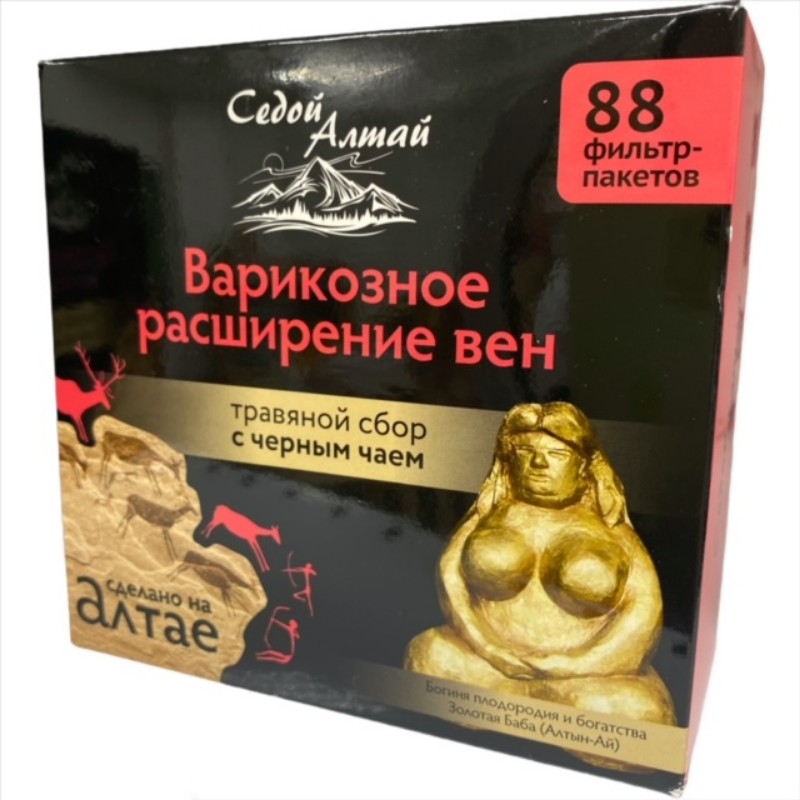 Седой
Алтай
88
фильтр-
пакетов
Варикозное
расширение вен
травяной сбор
с черным чаем
сделано на
алтае
Богиня плодородия и богатства
Золотая Баба (Алтын-Ай)